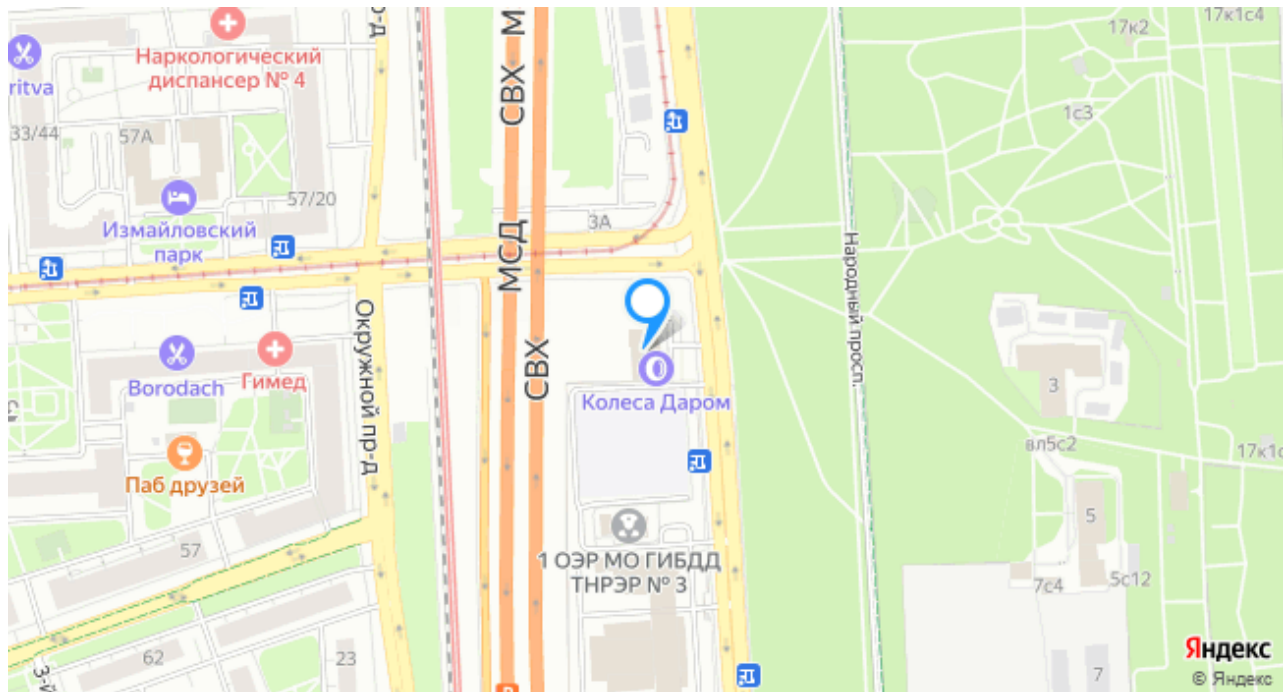 17к1с4
17к2
р-д
СВХ М
Наркологический
диспансер № 4
ritva
1с3
33/44
57А
57/20
3А
Измайловский
парк
МСД
Народный просп.
Окружной пр-д
СВХ
Borodach
Гимед
Колеса Даром
3
вл5с2
17к1с
Паб друзей
5
57
1 ОЭР МО ГИБДД
ТНРЭР № 3
7с4
5с12
62
23
3-й
7
Яндекс
© Яндекс